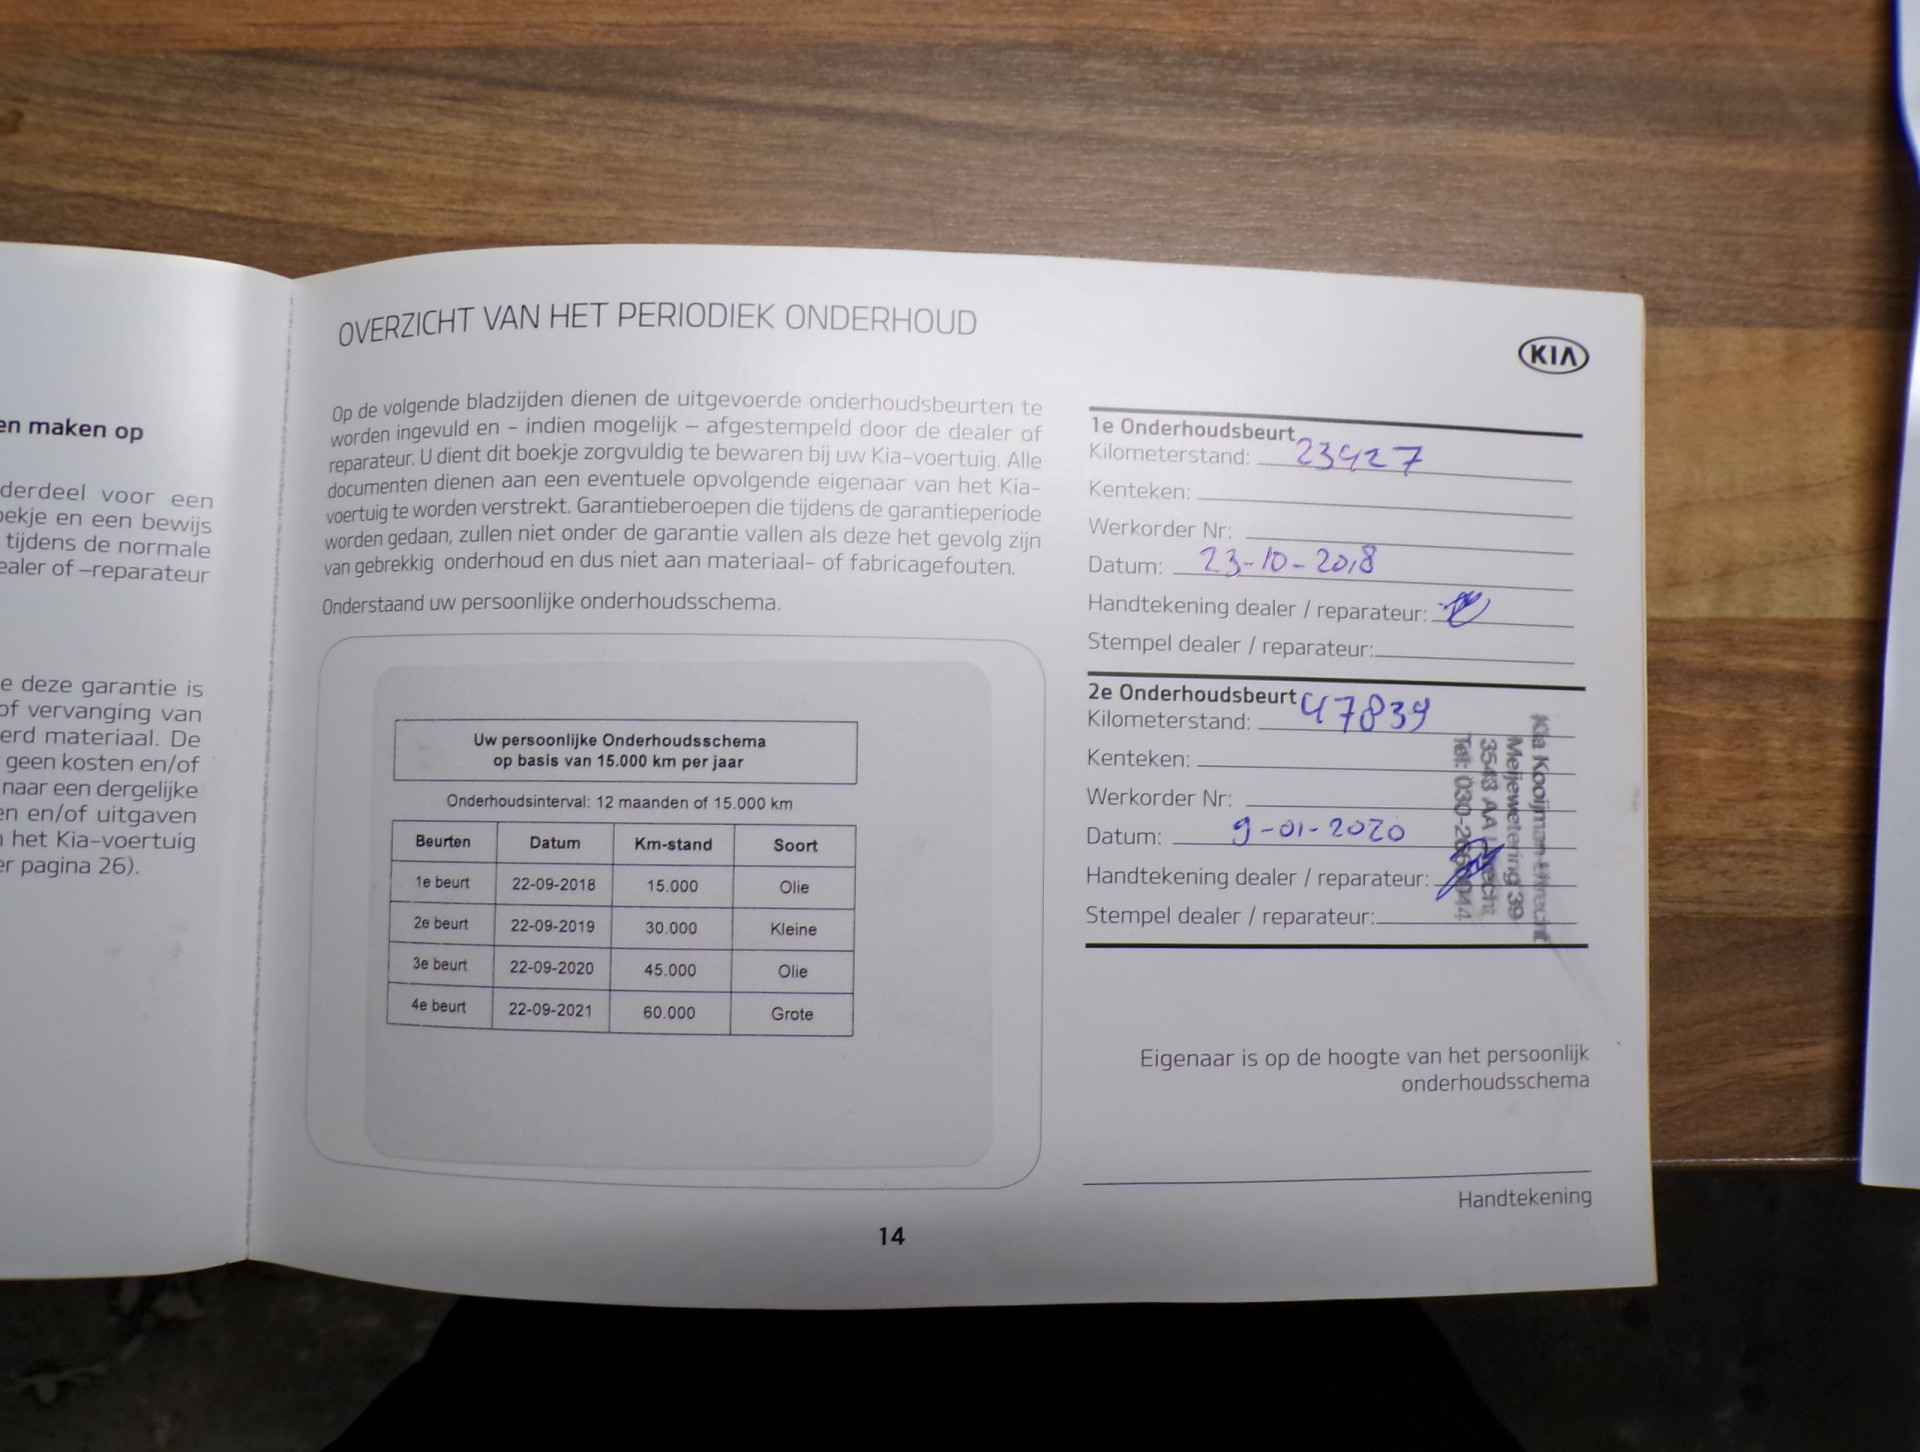 en maken op
derdeel voor een
oekje en een bewijs
tijdens de normale
ealer of –reparateur
e deze garantie is
of vervanging van
erd materiaal. De
geen kosten en/of
naar een dergelijke
en en/of uitgaven
het Kia–voertuig
er pagina 26).
OVERZICHT VAN HET PERIODIEK ONDERHOUD
Op de volgende bladzijden dienen de uitgevoerde onderhoudsbeurten te
worden ingevuld en – indien mogelijk – afgestempeld door de dealer of
reparateur. U dient dit boekje zorgvuldig te bewaren bij uw Kia–voertuig. Alle
documenten dienen aan een eventuele opvolgende eigenaar van het Kia–
voertuig te worden verstrekt. Garantieberoepen die tijdens de garantieperiode
worden gedaan, zullen niet onder de garantie vallen als deze het gevolg zijn
van gebrekkig onderhoud en dus niet aan materiaal– of fabricagefouten.
Onderstaand uw persoonlijke onderhoudsschema.
Uw persoonlijke Onderhoudsschema
op basis van 15.000 km per jaar
Onderhoudsinterval: 12 maanden of 15.000 km
Beurten Datum Km-stand Soort
1e beurt 22-09-2018 15.000 Olie
2e beurt 22-09-2019 30.000 Kleine
3e beurt 22-09-2020 45.000 Olie
4e beurt 22-09-2021 60.000 Grote
KIA
1e Onderhoudsbeurt
Kilometerstand: 23427
Kenteken:
Werkorder Nr:
Datum: 23-10-2018
Handtekening dealer / reparateur:
Stempel dealer / reparateur:
2e Onderhoudsbeurt
Kilometerstand: 47839
Kenteken:
Werkorder Nr:
Datum: 9-01-2020
Handtekening dealer / reparateur:
Stempel dealer / reparateur:
Kia Kooijman Utrecht
Meijewetering 39
3543 AA Utrecht
Tel: 030-2660044
Eigenaar is op de hoogte van het persoonlijk
onderhoudsschema
Handtekening
14